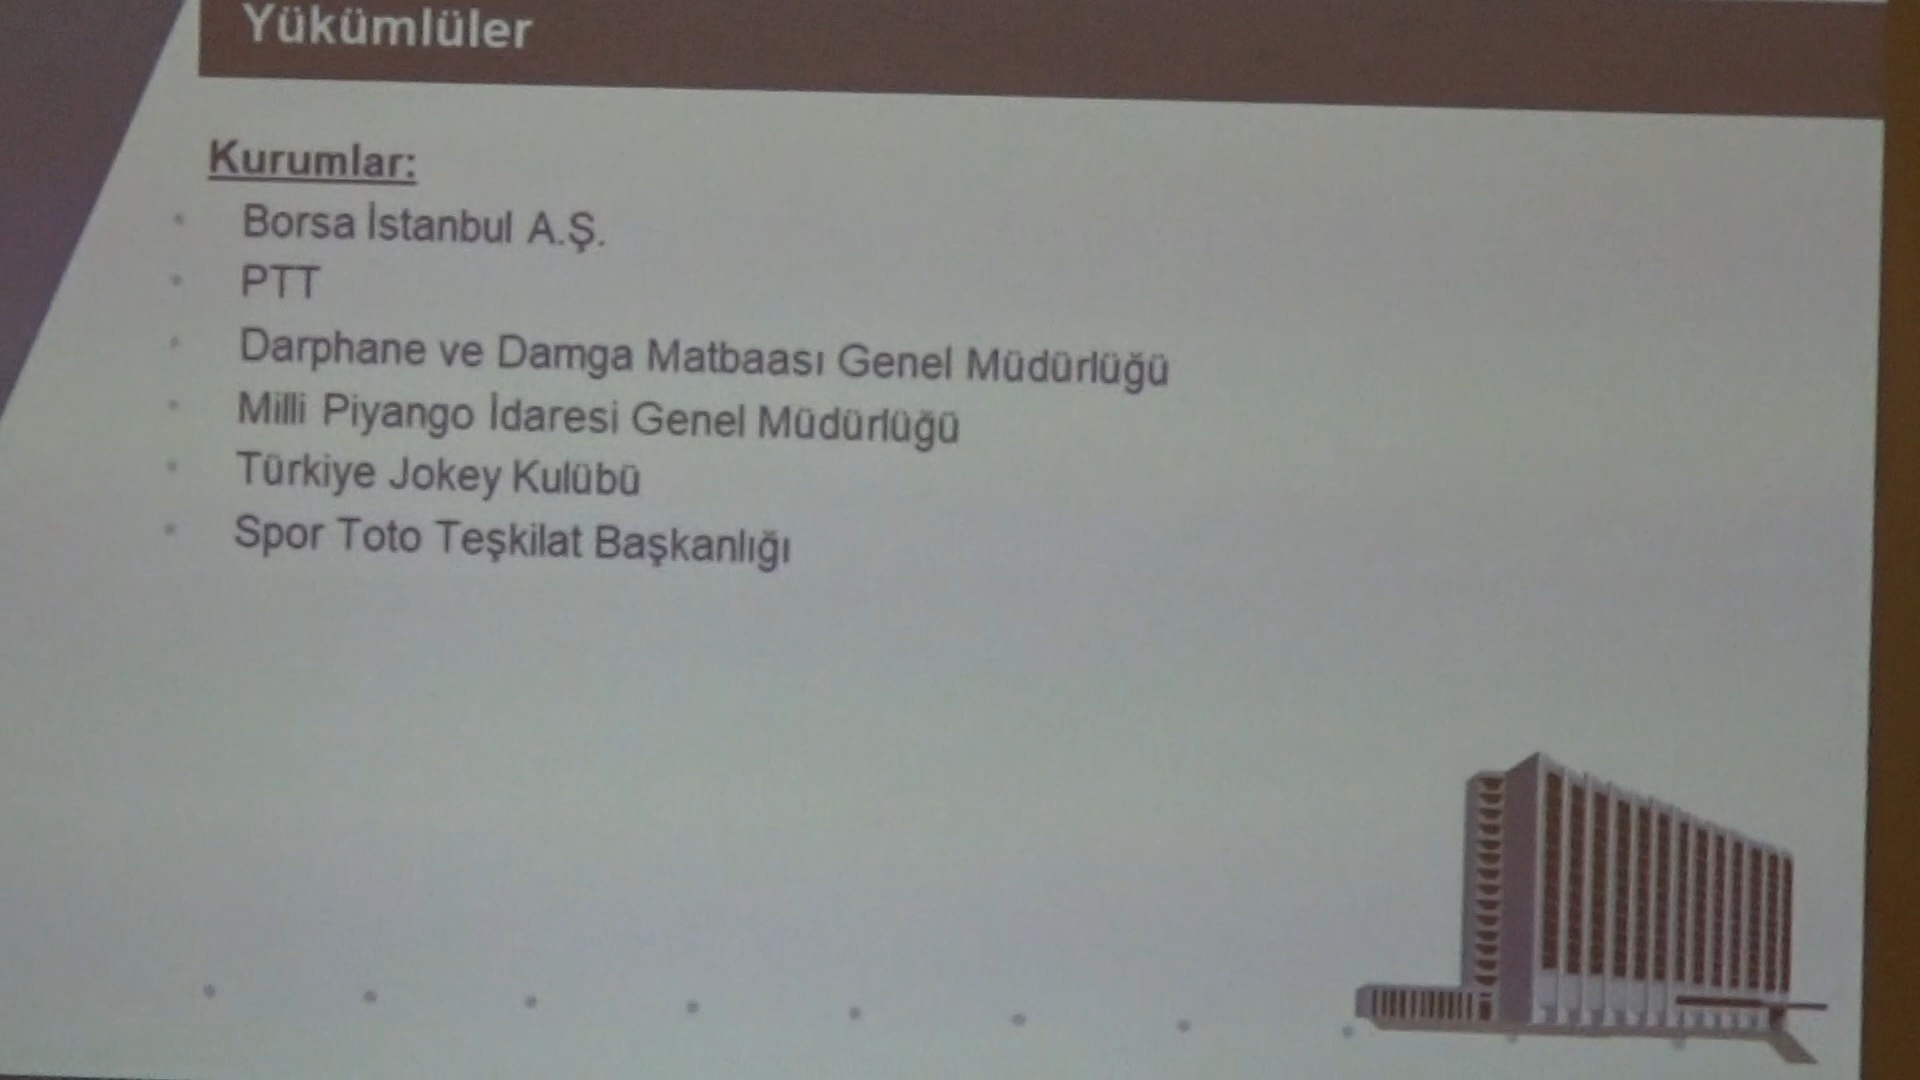 Yükümlüler
Kurumlar:
Borsa İstanbul A.Ş.
PTT
Darphane ve Damga Matbaası Genel Müdürlüğü
Milli Piyango İdaresi Genel Müdürlüğü
Türkiye Jokey Kulübü
Spor Toto Teşkilat Başkanlığı